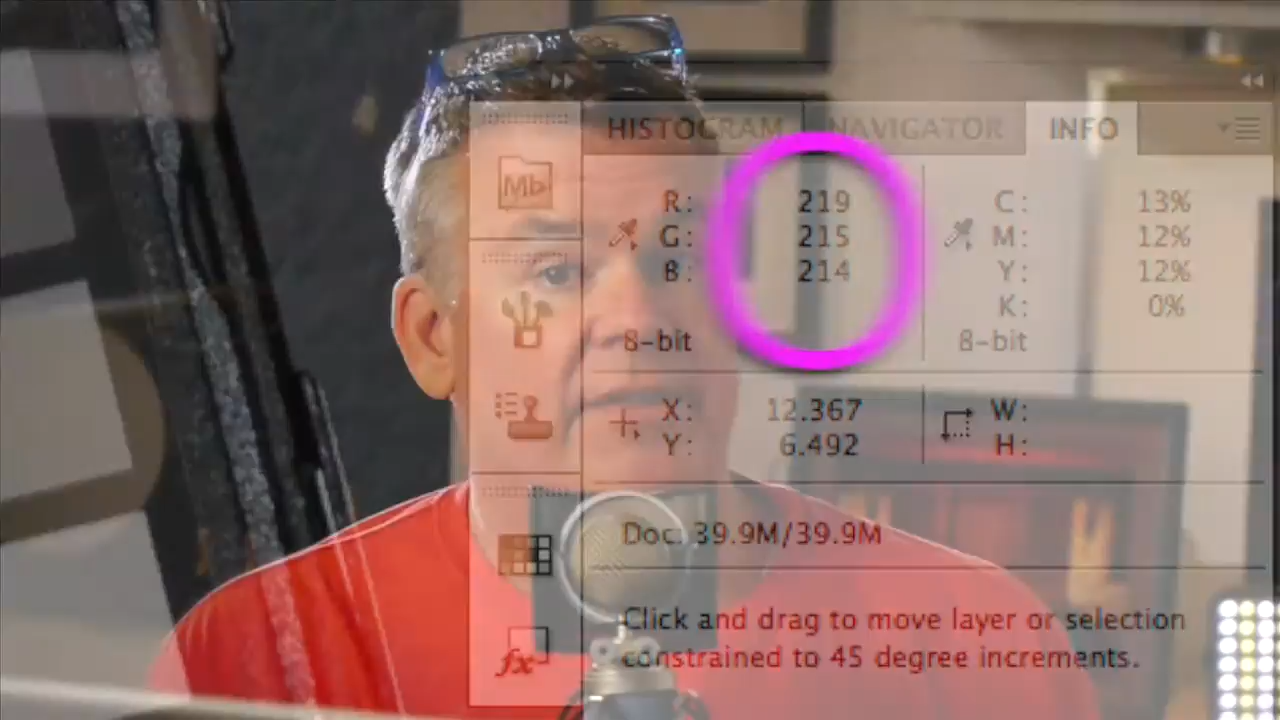 HISTOGRAM NAVIGATOR INFO
Mb
R: 219 C: 13%
G: 215 M: 12%
B: 214 Y: 12%
K: 0%
8-bit 8-bit
X: 12.367 W:
Y: 6.492 H:
Doc: 39.9M/39.9M
Click and drag to move layer or selection
constrained to 45 degree increments.
fx